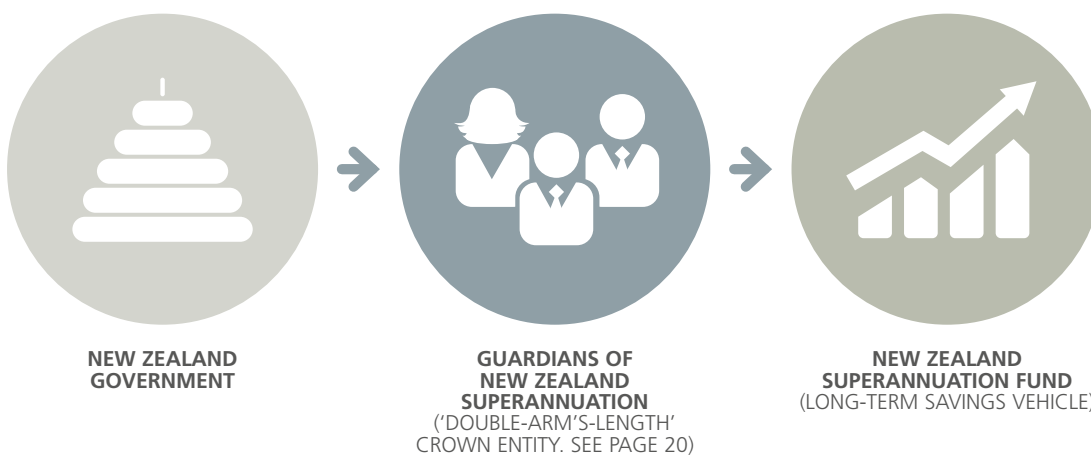 NEW ZEALAND
GOVERNMENT
GUARDIANS OF
NEW ZEALAND
SUPERANNUATION
(‘DOUBLE-ARM’S-LENGTH’
CROWN ENTITY. SEE PAGE 20)
NEW ZEALAND
SUPERANNUATION FUND
(LONG-TERM SAVINGS VEHICLE)